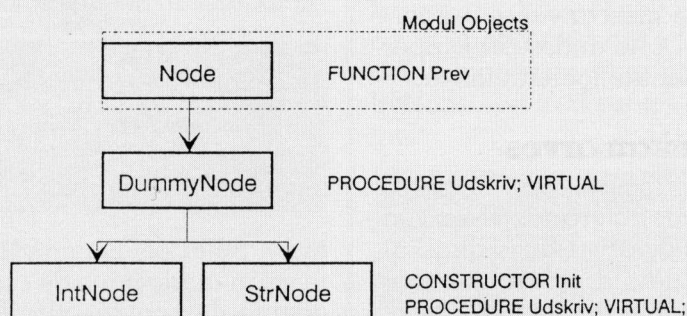 Modul Objects
Node
FUNCTION Prev
DummyNode
PROCEDURE Udskriv; VIRTUAL
IntNode
StrNode
CONSTRUCTOR Init
PROCEDURE Udskriv; VIRTUAL;